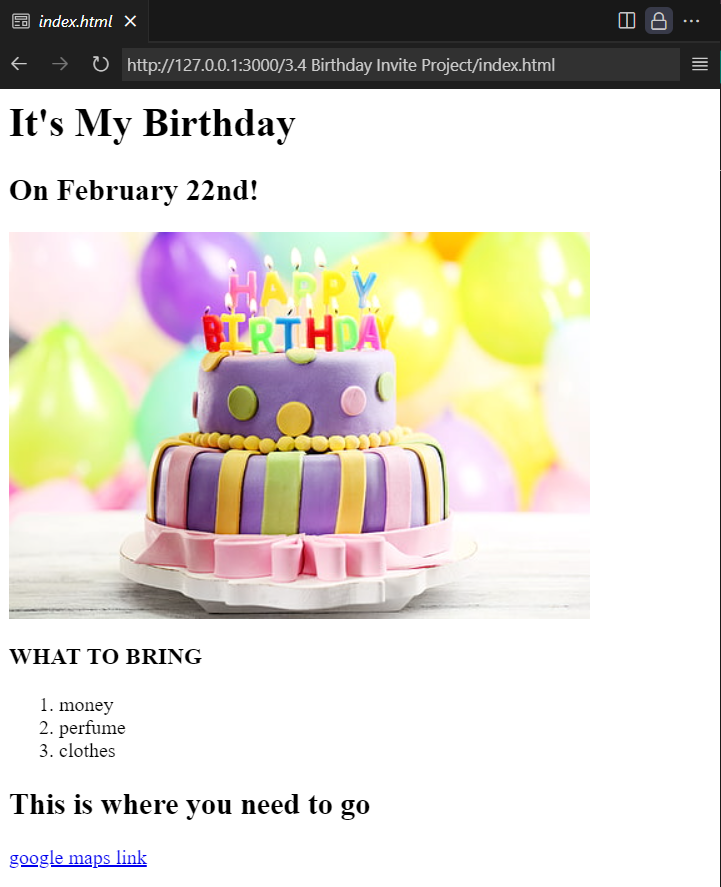 index.html
http://127.0.0.1:3000/3.4 Birthday Invite Project/index.html
It's My Birthday
On February 22nd!
HAPPY
BIRTHDAY
WHAT TO BRING
1. money
2. perfume
3. clothes
This is where you need to go
google maps link